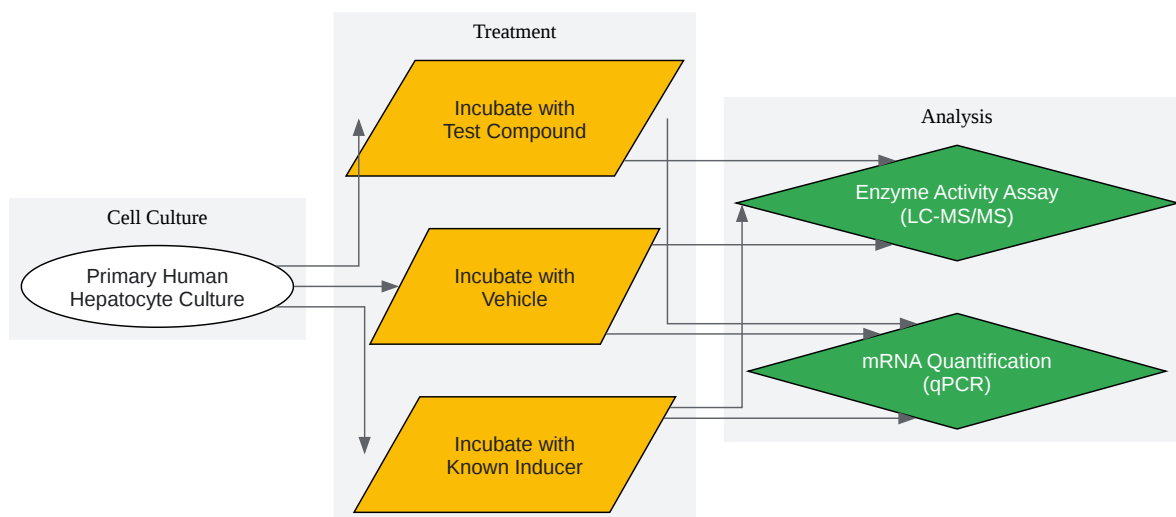 Cell Culture
Primary Human
Hepatocyte Culture
Treatment
Incubate with
Test Compound
Incubate with
Vehicle
Incubate with
Known Inducer
Analysis
Enzyme Activity Assay
(LC-MS/MS)
mRNA Quantification
(qPCR)